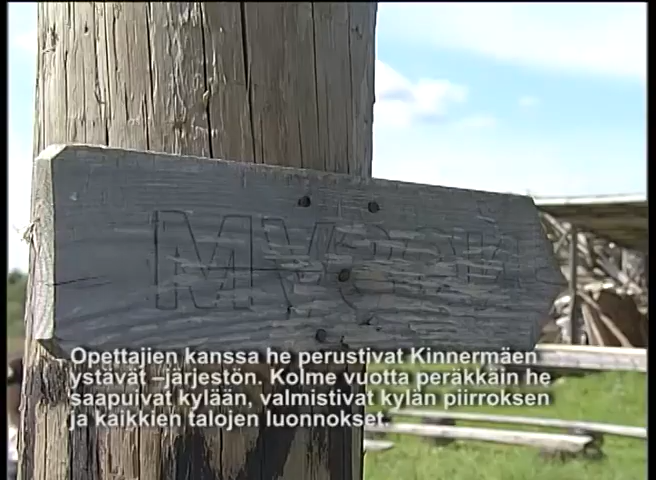 Opettajien kanssa he perustivat Kinnermäen
ystävät –järjestön. Kolme vuotta peräkkäin he
saapuivat kylään, valmistivat kylän piirroksen
ja kaikkien talojen luonnokset.